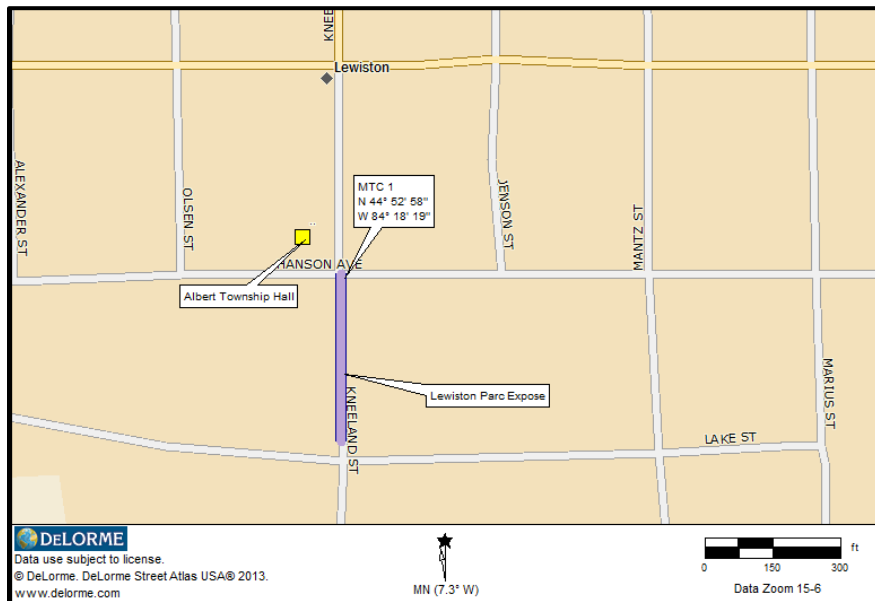 KNEE
Lewiston
ALEXANDER ST
OLSEN ST
MTC 1
N 44° 52' 58"
W 84° 18' 19"
JENSON ST
MANTZ ST
HANSON AVE
Albert Township Hall
Lewiston Parc Expose
KNEELAND ST
MARIUS ST
LAKE ST
DELORME
Data use subject to license.
© DeLorme. DeLorme Street Atlas USA® 2013.
www.delorme.com
MN (7.3° W)
ft
0 150 300
Data Zoom 15-6